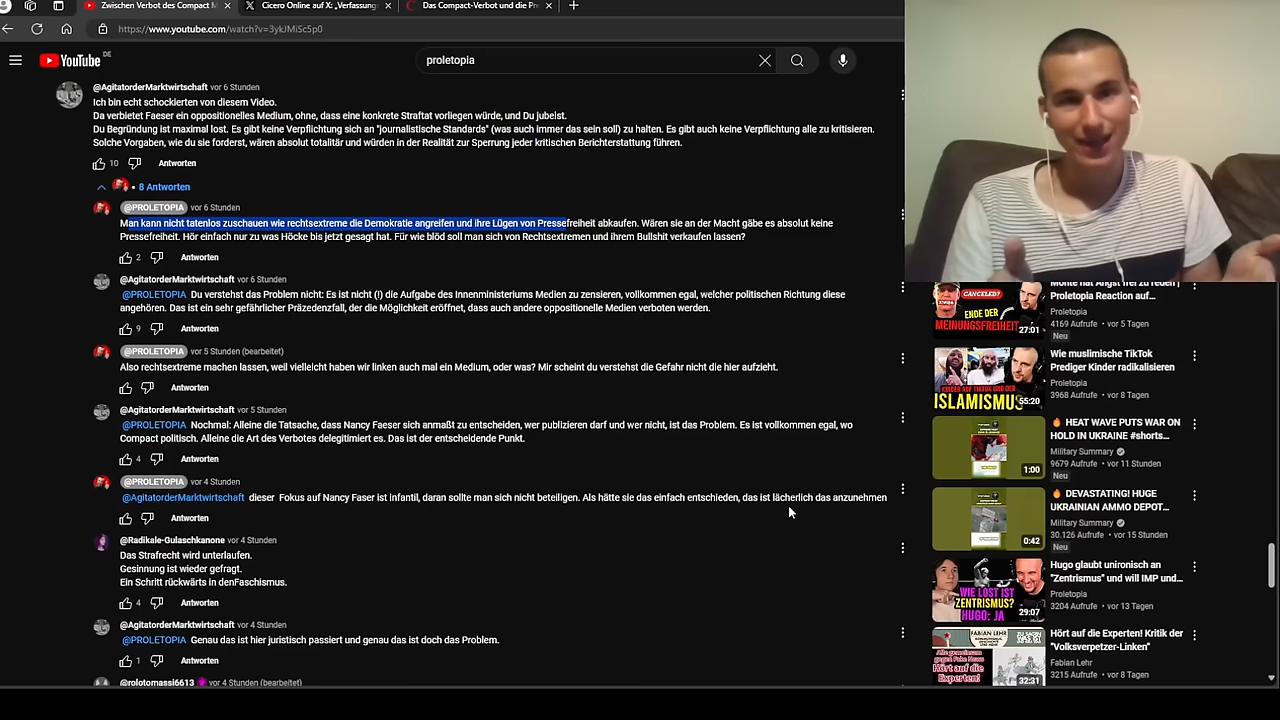 Zwischen Verbot des Compact M
Cicero Online auf X: „Verfassung
Das Compact-Verbot und die Pr
https://www.youtube.com/watch?v=3ykJMiSc5p0
YouTube DE
proletopia
@AgitatorderMarktwirtschaft vor 6 Stunden
Ich bin echt schockierten von diesem Video.
Da verbietet Faeser ein oppositionelles Medium, ohne, dass eine konkrete Straftat vorliegen würde, und Du jubelst.
Du Begründung ist maximal lost. Es gibt keine Verpflichtung sich an "journalistische Standards" (was auch immer das sein soll) zu halten. Es gibt auch keine Verpflichtung alle zu kritisieren.
Solche Vorgaben, wie du sie forderst, wären absolut totalitär und würden in der Realität zur Sperrung jeder kritischen Berichterstattung führen.
10 Antworten
8 Antworten
@PROLETOPIA vor 6 Stunden
Man kann nicht tatenlos zuschauen wie rechtsextreme die Demokratie angreifen und ihre Lügen von Pressefreiheit abkaufen. Wären sie an der Macht gäbe es absolut keine
Pressefreiheit. Hör einfach nur zu was Höcke bis jetzt gesagt hat. Für wie blöd soll man sich von Rechtsextremen und ihrem Bullshit verkaufen lassen?
2 Antworten
@AgitatorderMarktwirtschaft vor 6 Stunden
@PROLETOPIA Du verstehst das Problem nicht: Es ist nicht (!) die Aufgabe des Innenministeriums Medien zu zensieren, vollkommen egal, welcher politischen Richtung diese
angehören. Das ist ein sehr gefährlicher Präzedenzfall, der die Möglichkeit eröffnet, dass auch andere oppositionelle Medien verboten werden.
9 Antworten
@PROLETOPIA vor 5 Stunden (bearbeitet)
Also rechtsextreme machen lassen, weil vielleicht haben wir linken auch mal ein Medium, oder was? Mir scheint du verstehst die Gefahr nicht die hier aufzieht.
Antworten
@AgitatorderMarktwirtschaft vor 5 Stunden
@PROLETOPIA Nochmal: Alleine die Tatsache, dass Nancy Faeser sich anmaßt zu entscheiden, wer publizieren darf und wer nicht, ist das Problem. Es ist vollkommen egal, wo
Compact politisch. Alleine die Art des Verbotes delegitimiert es. Das ist der entscheidende Punkt.
4 Antworten
@PROLETOPIA vor 4 Stunden
@AgitatorderMarktwirtschaft dieser Fokus auf Nancy Faser ist infantil, daran sollte man sich nicht beteiligen. Als hätte sie das einfach entschieden, das ist lächerlich das anzunehmen
Antworten
@Radikale-Gulaschkanone vor 4 Stunden
Das Strafrecht wird unterlaufen.
Gesinnung ist wieder gefragt.
Ein Schritt rückwärts in denFaschismus.
4 Antworten
@AgitatorderMarktwirtschaft vor 4 Stunden
@PROLETOPIA Genau das ist hier juristisch passiert und genau das ist doch das Problem.
1 Antworten
@rolotomassi6613 vor 4 Stunden (bearbeitet)
CANCELED?
ENDE DER
MEINUNGSFREIHEIT
27:01
Monte hat Angst frei zu reden |
Proletopia Reaction auf...
Proletopia
4169 Aufrufe • vor 5 Tagen
Neu
KINDER AUF TIKTOK UND DER
ISLAMISMUS
55:20
Wie muslimische TikTok
Prediger Kinder radikalisieren
Proletopia
3968 Aufrufe • vor 8 Tagen
1:00
🔥 HEAT WAVE PUTS WAR ON
HOLD IN UKRAINE #shorts...
Military Summary
9679 Aufrufe • vor 11 Stunden
Neu
0:42
🔥 DEVASTATING! HUGE
UKRAINIAN AMMO DEPOT...
Military Summary
30.126 Aufrufe • vor 15 Stunden
Neu
WIE LOST IST
ZENTRISMUS?
HUGO: JA
29:07
Hugo glaubt unironisch an
"Zentrismus" und will IMP und...
Proletopia
3204 Aufrufe • vor 13 Tagen
FABIAN LEHR
Hört auf die
Experten!
32:31
Hört auf die Experten! Kritik der
"Volksverpetzer-Linken"
Fabian Lehr
3215 Aufrufe • vor 8 Tagen